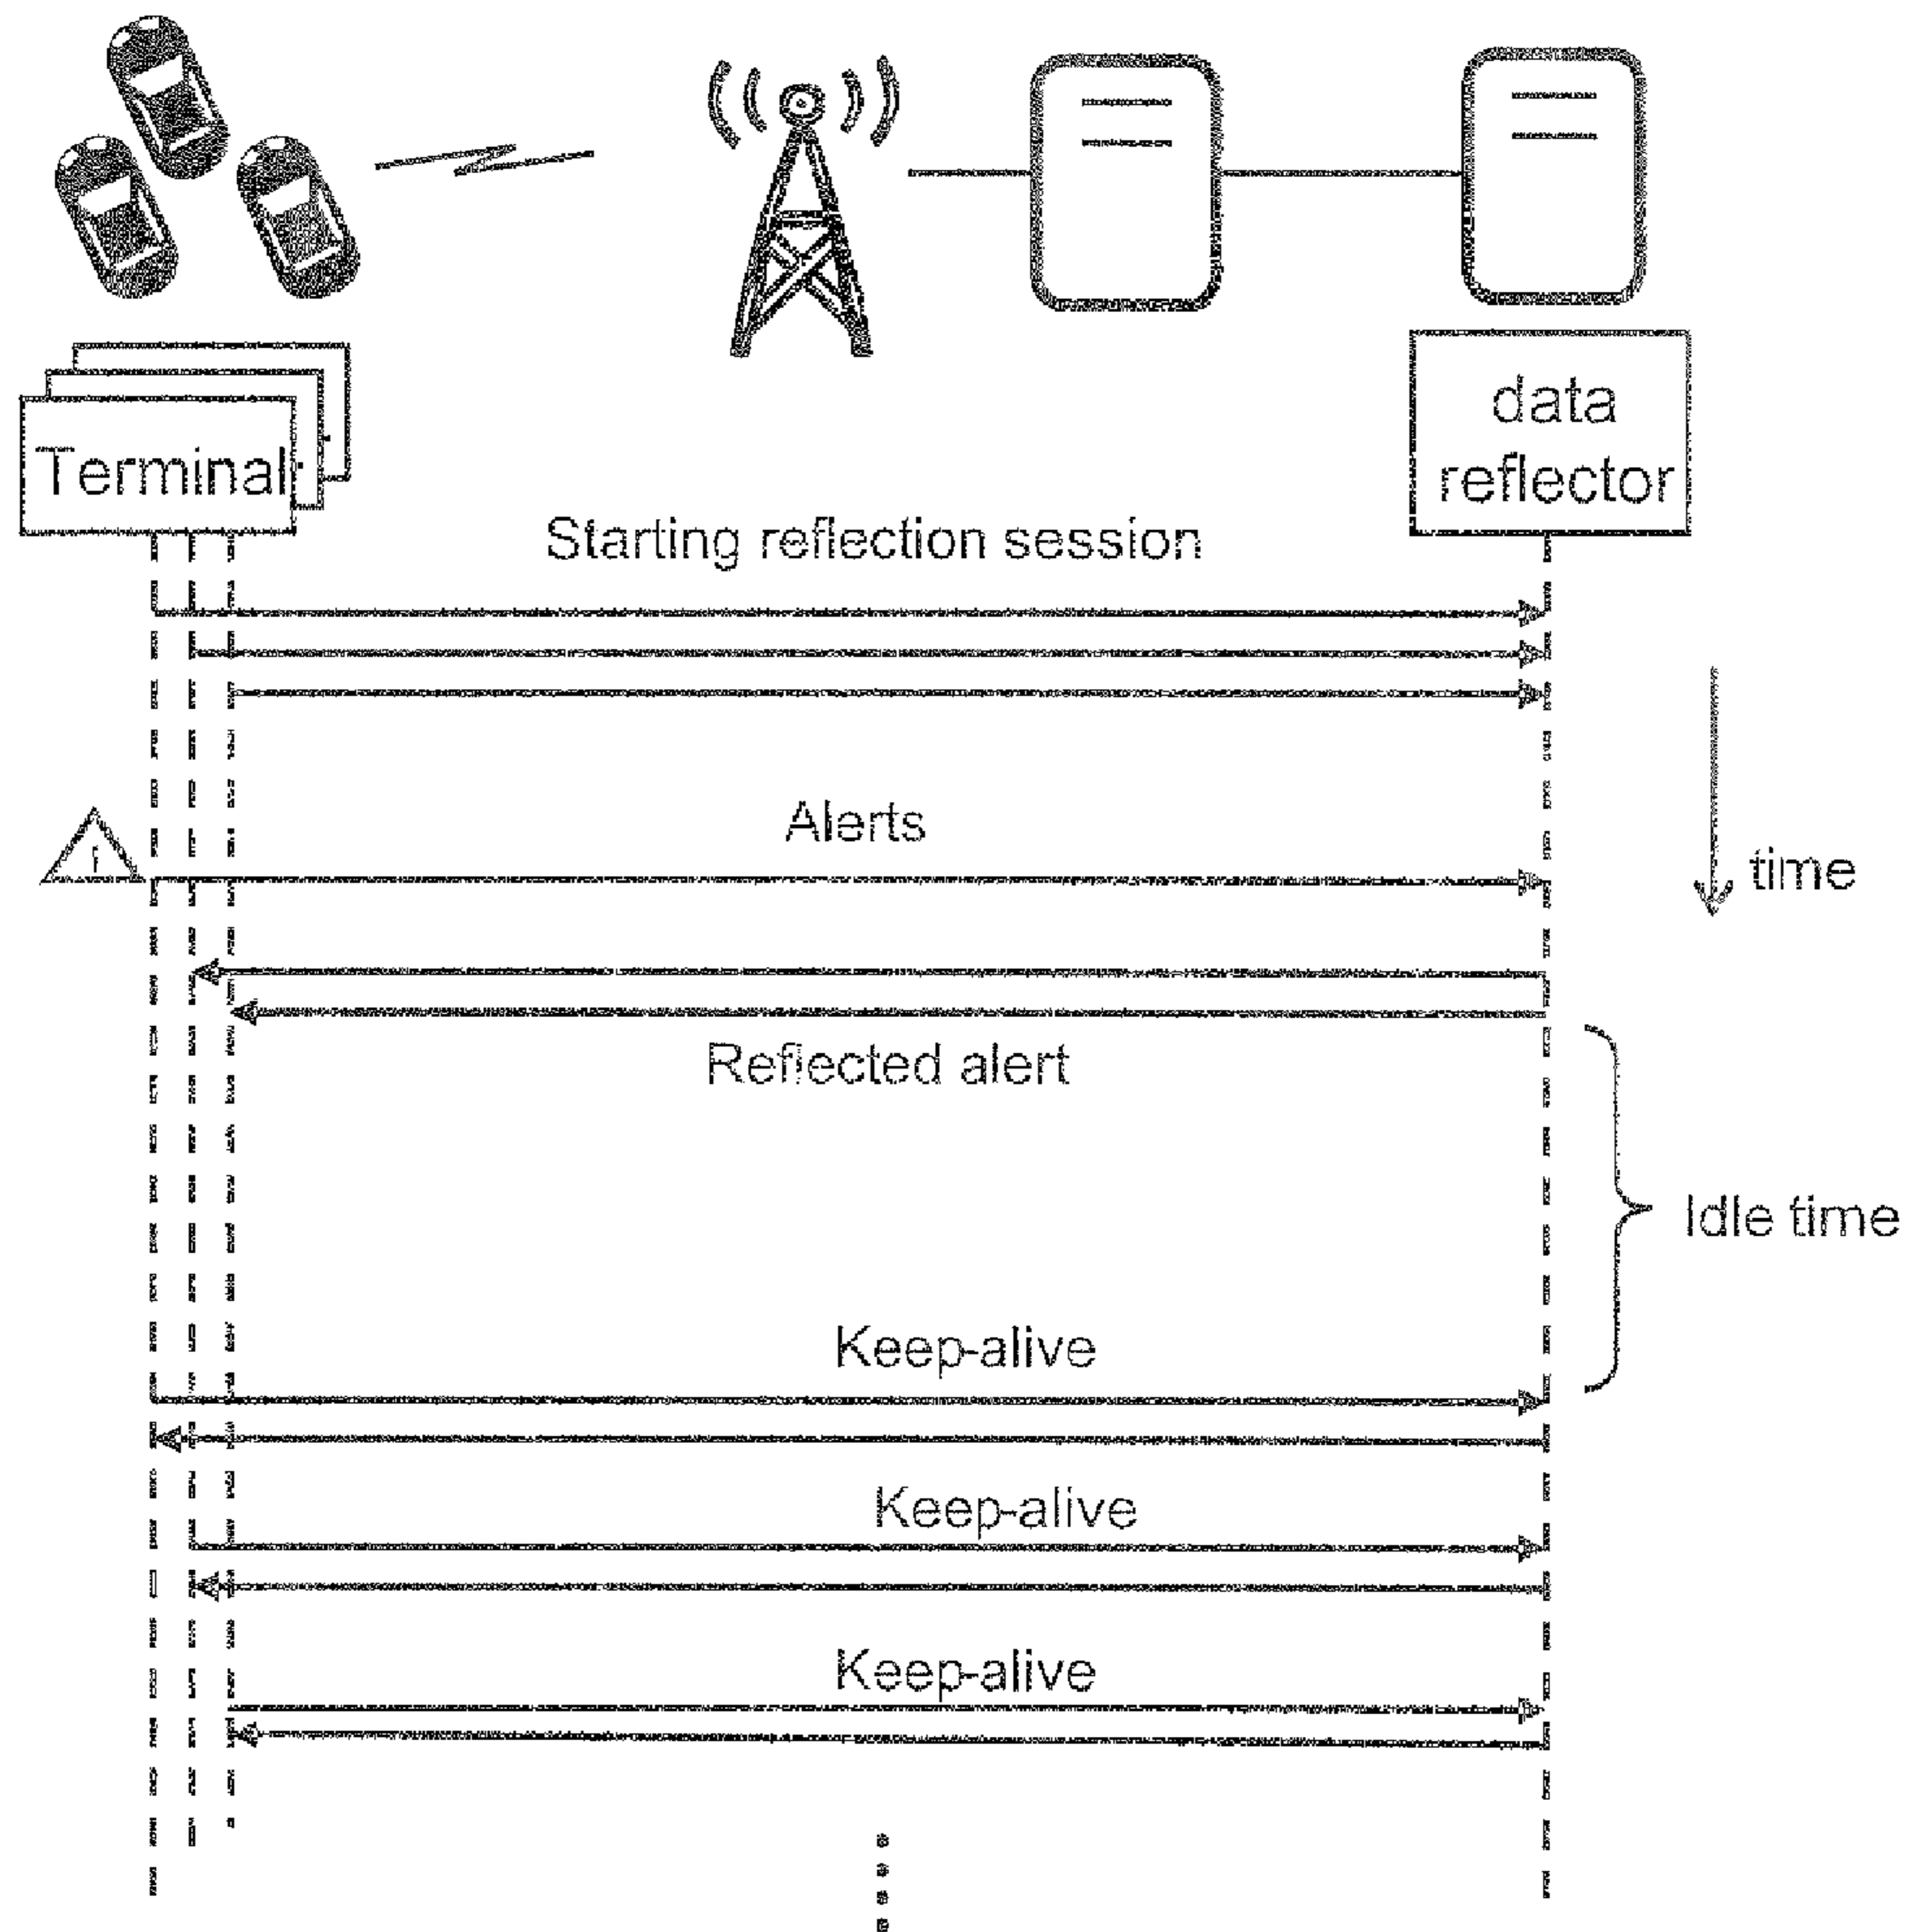 Terminal
data
reflector
Starting reflection session
Alerts
time
Reflected alert
Idle time
Keep-alive
Keep-alive
Keep-alive